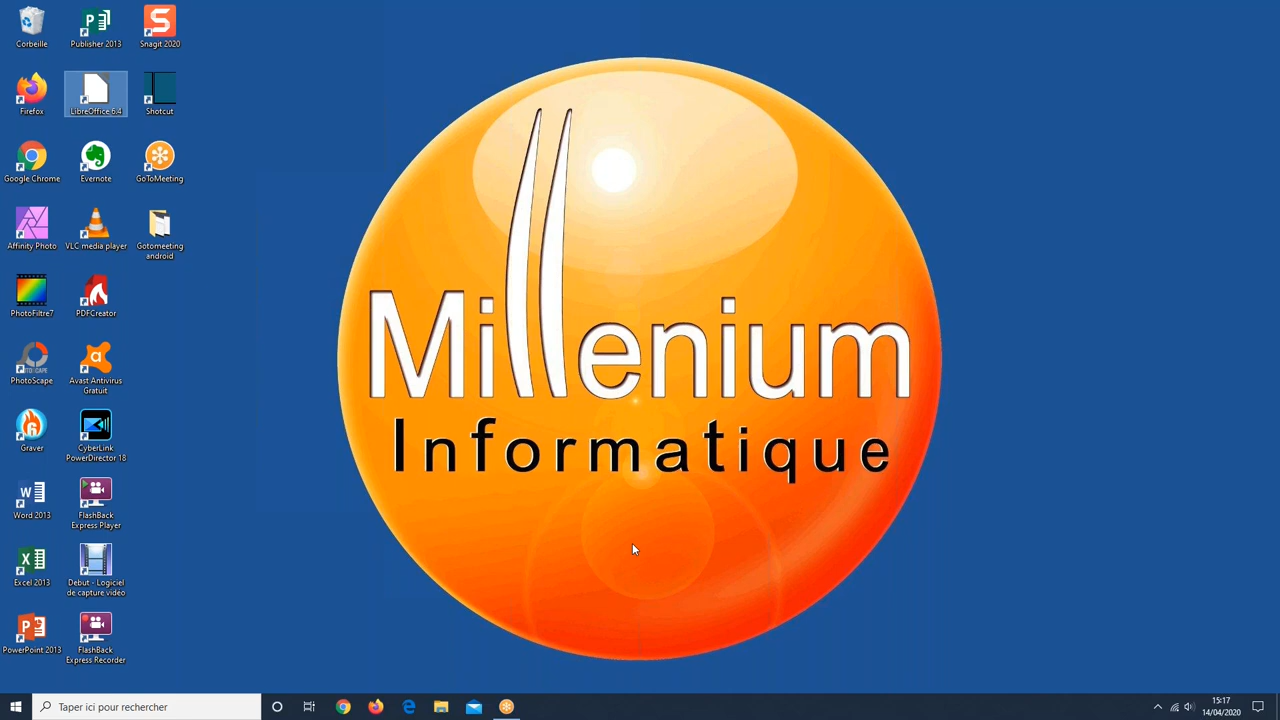 Corbeille
Publisher 2013
Snagit 2020
Firefox
LibreOffice 6.4
Shotcut
Google Chrome
Evernote
GoToMeeting
Affinity Photo
VLC media player
Gotomeeting
android
PhotoFiltre7
PDFCreator
PhotoScape
Avast Antivirus
Gratuit
Graver
CyberLink
PowerDirector 18
Word 2013
FlashBack
Express Player
Excel 2013
Début - Logiciel
de capture vidéo
PowerPoint 2013
FlashBack
Express Recorder
Millenium
Informatique
Taper ici pour rechercher
15:17
14/04/2020